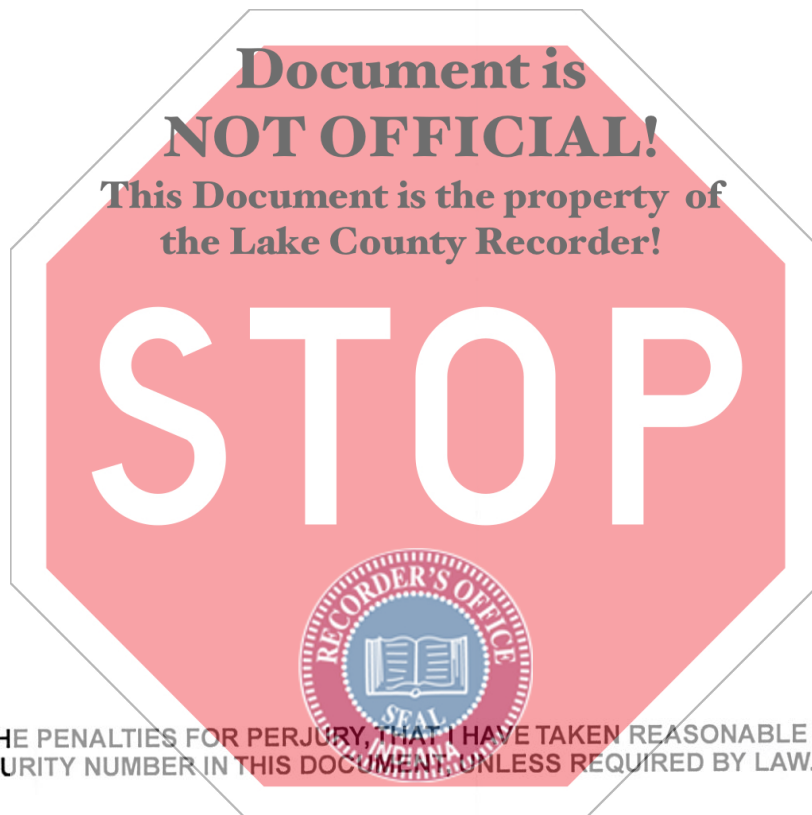 Document is
NOT OFFICIAL!
This Document is the property of
the Lake County Recorder!
STOP
RECORDER'S OFFICE
SEAL
INDIANA
HE PENALTIES FOR PERJURY, THAT I HAVE TAKEN REASONABLE
URITY NUMBER IN THIS DOCUMENT, UNLESS REQUIRED BY LAW.